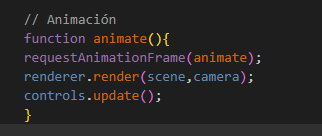 // Animación
function animate(){
requestAnimationFrame(animate);
renderer.render(scene,camera);
controls.update();
}